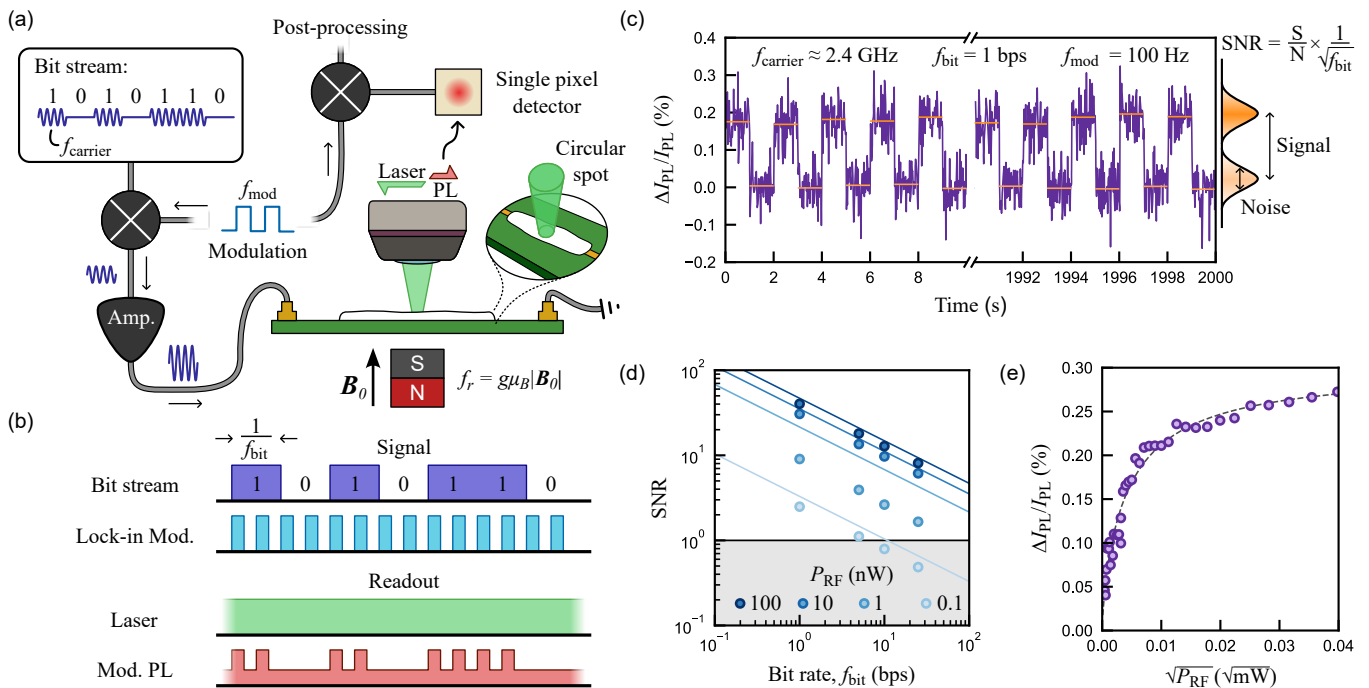 (a)
Post-processing
Bit stream:
1 0 1 0 1 1 0
f_carrier
Single pixel
detector
Laser
PL
Circular
spot
f_mod
Modulation
Amp.
B_0
S
N
f_r = gμ_B|B_0|
(b)
1/f_bit
Signal
Bit stream
1 0 1 0 1 1 0
Lock-in Mod.
Readout
Laser
Mod. PL
(c)
f_carrier ≈ 2.4 GHz f_bit = 1 bps f_mod = 100 Hz
SNR = S/N × 1/√f_bit
0.4
0.3
0.2
0.1
0.0
−0.1
−0.2
ΔI_PL/I_PL (%)
0 2 4 6 8 1992 1994 1996 1998 2000
Time (s)
Signal
Noise
(d)
10^2
10^1
10^0
10^−1
SNR
P_RF (nW)
100 10 1 0.1
10^−1 10^0 10^1 10^2
Bit rate, f_bit (bps)
(e)
0.25
0.20
0.15
0.10
0.05
0.00
ΔI_PL/I_PL (%)
0.00 0.01 0.02 0.03 0.04
√P_RF (√mW)